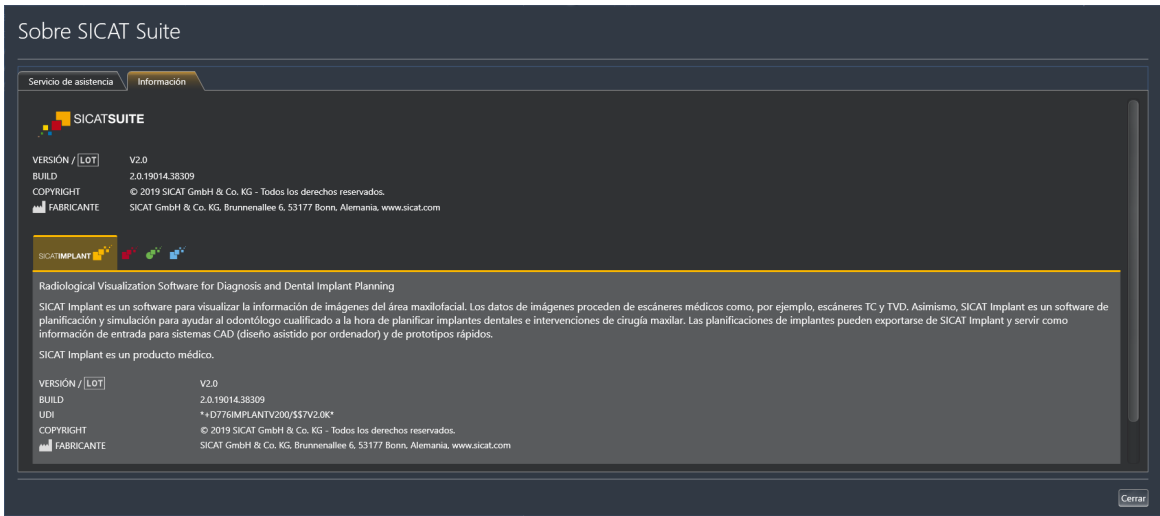 Sobre SICAT Suite
Servicio de asistencia
Información
SICATSUITE
VERSIÓN / LOT V2.0
BUILD 2.0.19014.38309
COPYRIGHT © 2019 SICAT GmbH & Co. KG - Todos los derechos reservados.
FABRICANTE SICAT GmbH & Co. KG, Brunnenallee 6, 53177 Bonn, Alemania, www.sicat.com
SICATIMPLANT
Radiological Visualization Software for Diagnosis and Dental Implant Planning
SICAT Implant es un software para visualizar la información de imágenes del área maxilofacial. Los datos de imágenes proceden de escáneres médicos como, por ejemplo, escáneres TC y TVD. Asimismo, SICAT Implant es un software de
planificación y simulación para ayudar al odontólogo cualificado a la hora de planificar implantes dentales e intervenciones de cirugía maxilar. Las planificaciones de implantes pueden exportarse de SICAT Implant y servir como
información de entrada para sistemas CAD (diseño asistido por ordenador) y de prototipos rápidos.
SICAT Implant es un producto médico.
VERSIÓN / LOT V2.0
BUILD 2.0.19014.38309
UDI *+D776IMPLANTV200/$$7V2.0K*
COPYRIGHT © 2019 SICAT GmbH & Co. KG - Todos los derechos reservados.
FABRICANTE SICAT GmbH & Co. KG, Brunnenallee 6, 53177 Bonn, Alemania, www.sicat.com
Cerrar